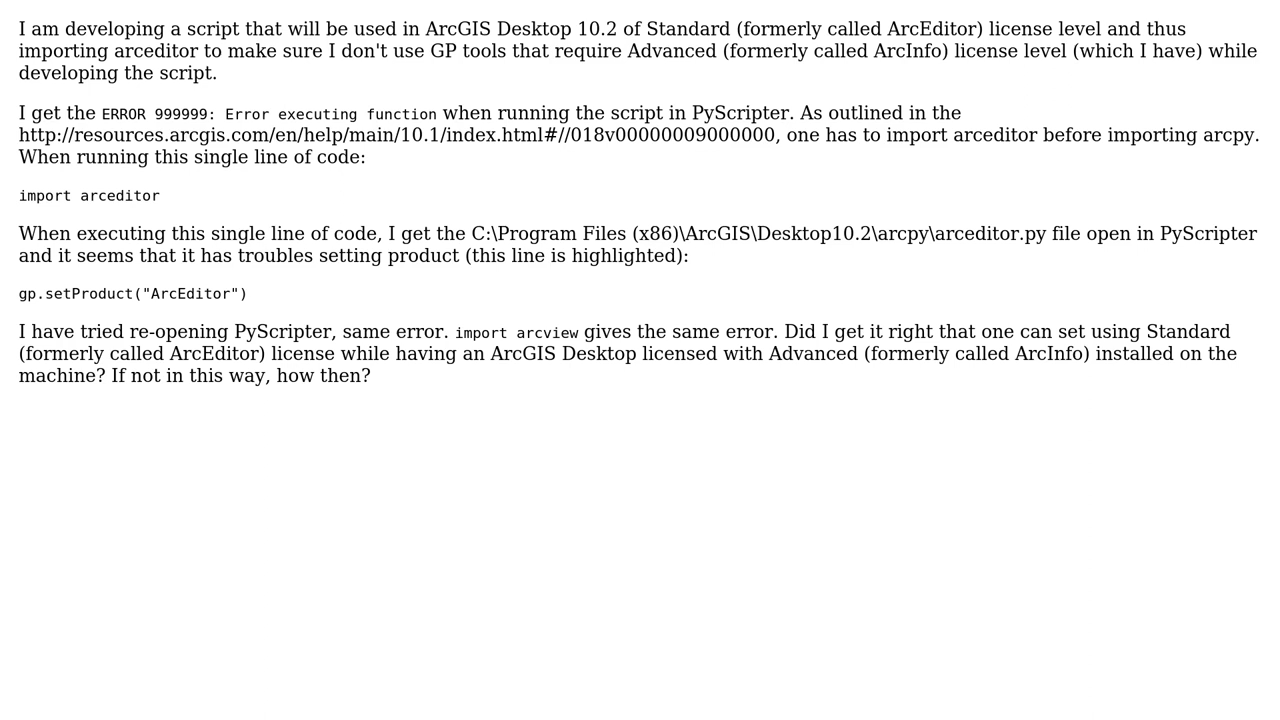 I am developing a script that will be used in ArcGIS Desktop 10.2 of Standard (formerly called ArcEditor) license level and thus
importing arceditor to make sure I don't use GP tools that require Advanced (formerly called ArcInfo) license level (which I have) while
developing the script.
I get the ERROR 999999: Error executing function when running the script in PyScripter. As outlined in the
http://resources.arcgis.com/en/help/main/10.1/index.html#//018v00000009000000, one has to import arceditor before importing arcpy.
When running this single line of code:
import arceditor
When executing this single line of code, I get the C:\Program Files (x86)\ArcGIS\Desktop10.2\arcpy\arceditor.py file open in PyScripter
and it seems that it has troubles setting product (this line is highlighted):
gp.setProduct("ArcEditor")
I have tried re-opening PyScripter, same error. import arcview gives the same error. Did I get it right that one can set using Standard
(formerly called ArcEditor) license while having an ArcGIS Desktop licensed with Advanced (formerly called ArcInfo) installed on the
machine? If not in this way, how then?